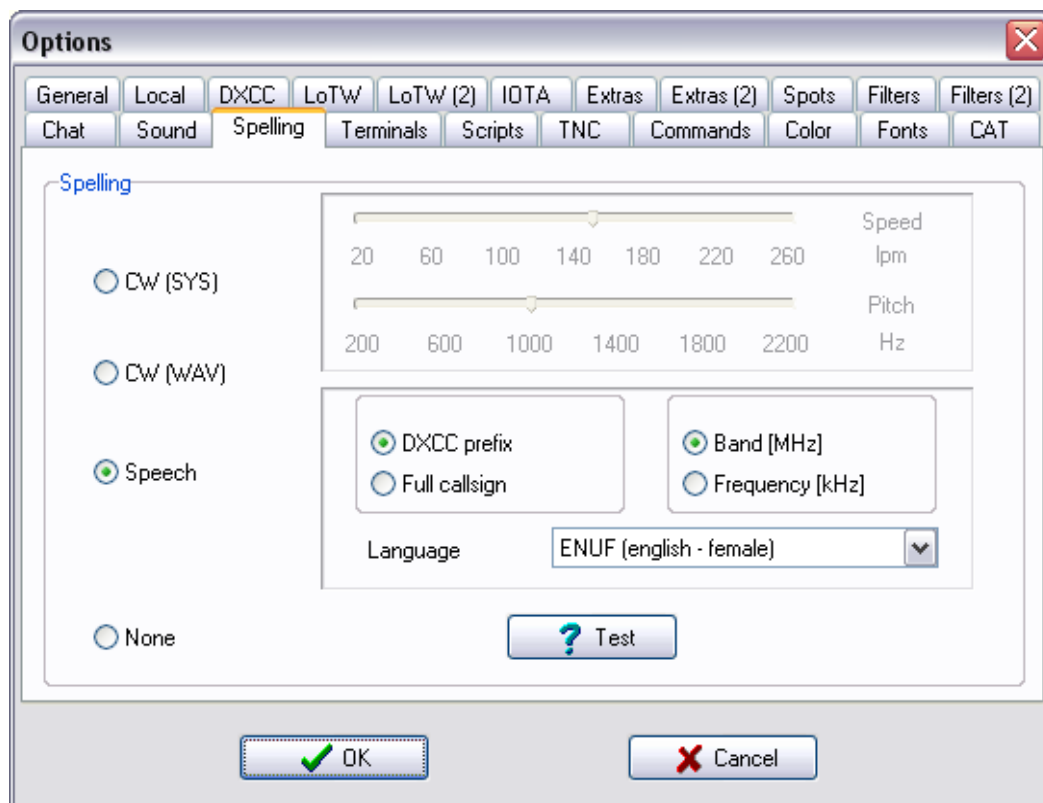 Options
General Local DXCC LoTW LoTW (2) IOTA Extras Extras (2) Spots Filters Filters (2)
Chat Sound Spelling Terminals Scripts TNC Commands Color Fonts CAT
Spelling
Speed
20 60 100 140 180 220 260 lpm
CW (SYS)
Pitch
200 600 1000 1400 1800 2200 Hz
CW (WAV)
DXCC prefix Band [MHz]
Speech
Full callsign Frequency [kHz]
Language ENUF (english - female)
None ? Test
OK Cancel